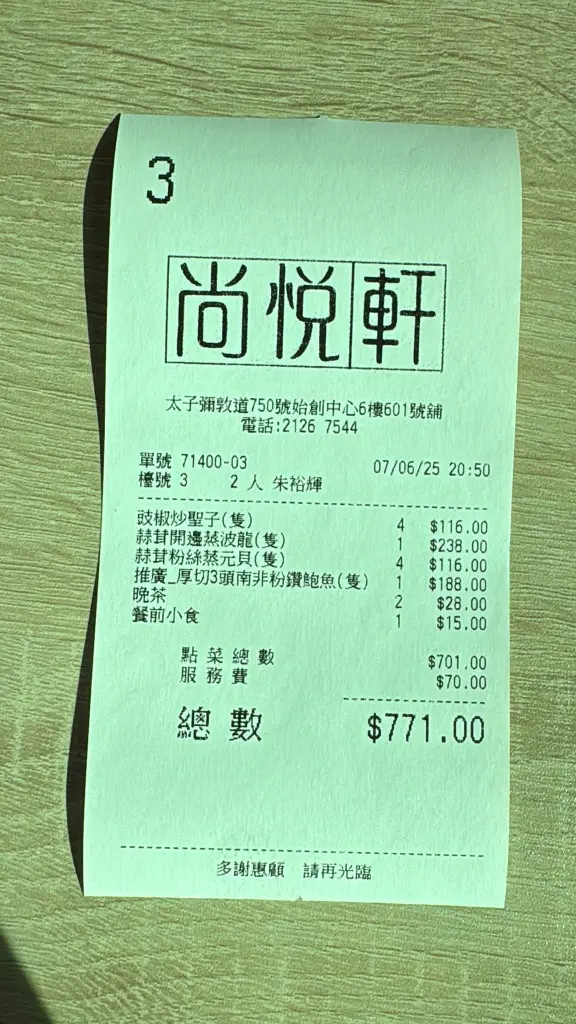 3
尚悦軒
太子彌敦道750號始創中心6樓601號舖
電話:2126 7544
單號 71400-03 07/06/25 20:50
檯號 3 2 人 朱裕輝
豉椒炒聖子(隻) 4 $116.00
蒜茸開邊蒸波龍(隻) 1 $238.00
蒜茸粉絲蒸元貝(隻) 4 $116.00
推廣_厚切3頭南非粉鑽鮑魚(隻) 1 $188.00
晚茶 2 $28.00
餐前小食 1 $15.00
點菜總數 $701.00
服務費 $70.00
總數 $771.00
多謝惠顧 請再光臨